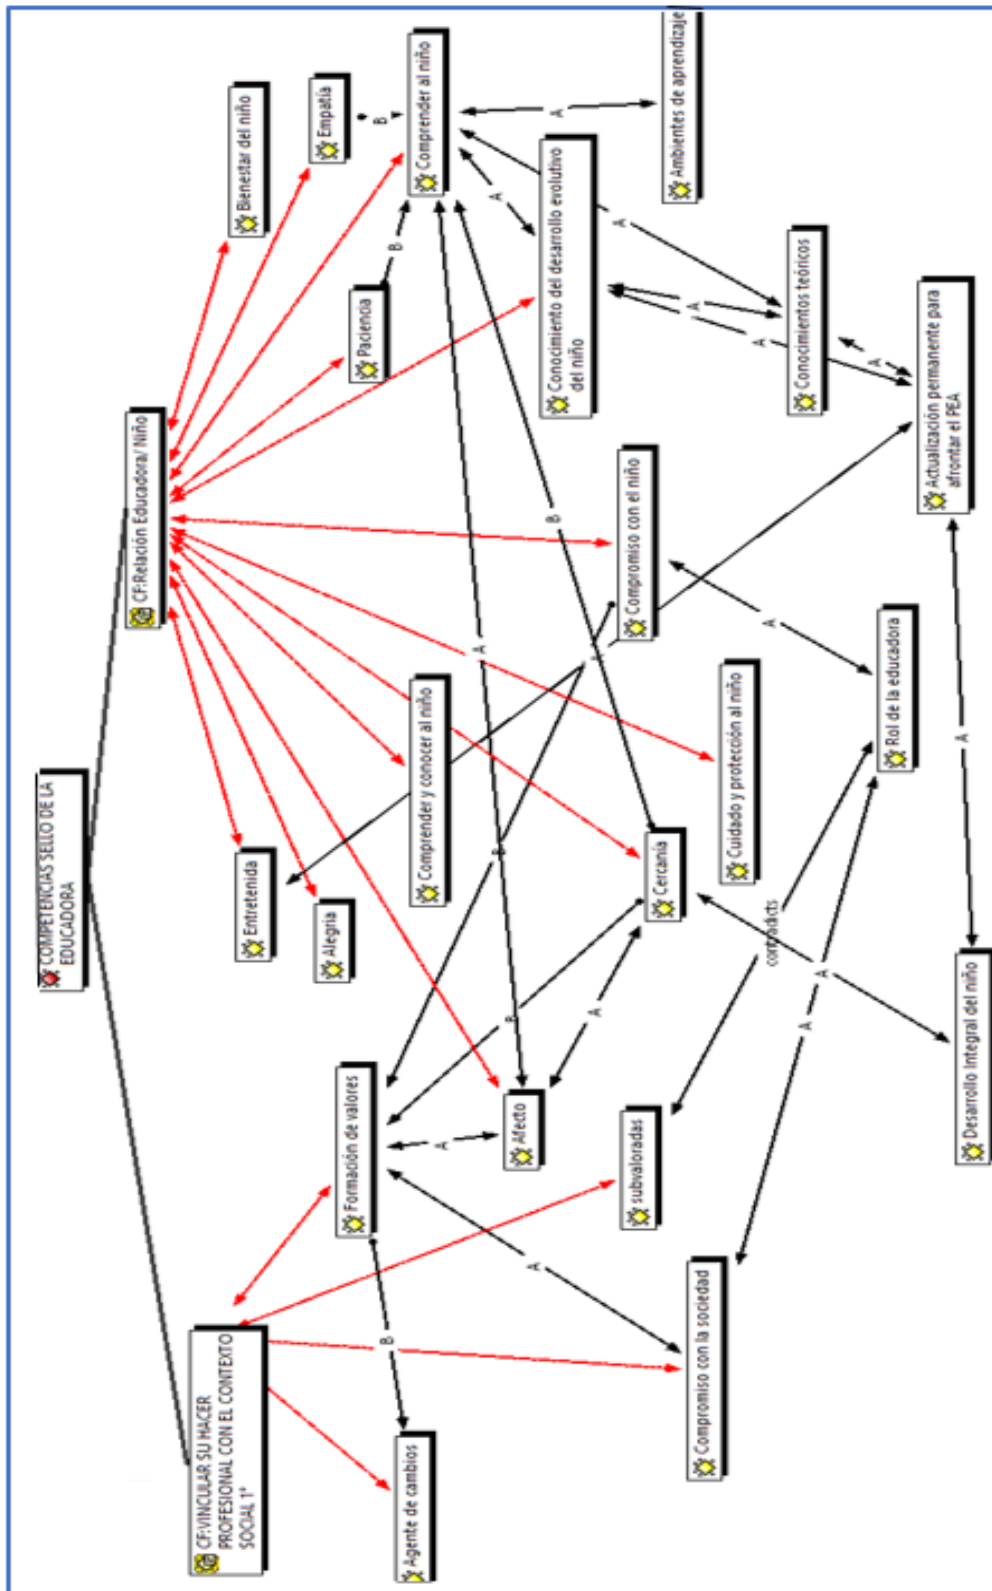 COMPETENCIAS SELLO DE LA
EDUCADORA
CF:Relación Educadora/ Niño
CF:VINCULAR SU HACER
PROFESIONAL CON EL CONTEXTO
SOCIAL 1°
Bienestar del niño
Entretenida
Empatía
Alegría
Formación de valores
Paciencia
B
B
B
Agente de cambios
Comprender y conocer al niño
Comprender al niño
A
A
A
B
Afecto
B
A
Conocimiento del desarrollo evolutivo
del niño
B
A
A
Compromiso con el niño
A
subvaloradas
Cercanía
Ambientes de aprendizaje
Compromiso con la sociedad
A
Cuidado y protección al niño
A
A
contradicts
Conocimientos teóricos
A
A
A
Rol de la educadora
Actualización permanente para
afrontar el PEA
Desarrollo Integral del niño
A